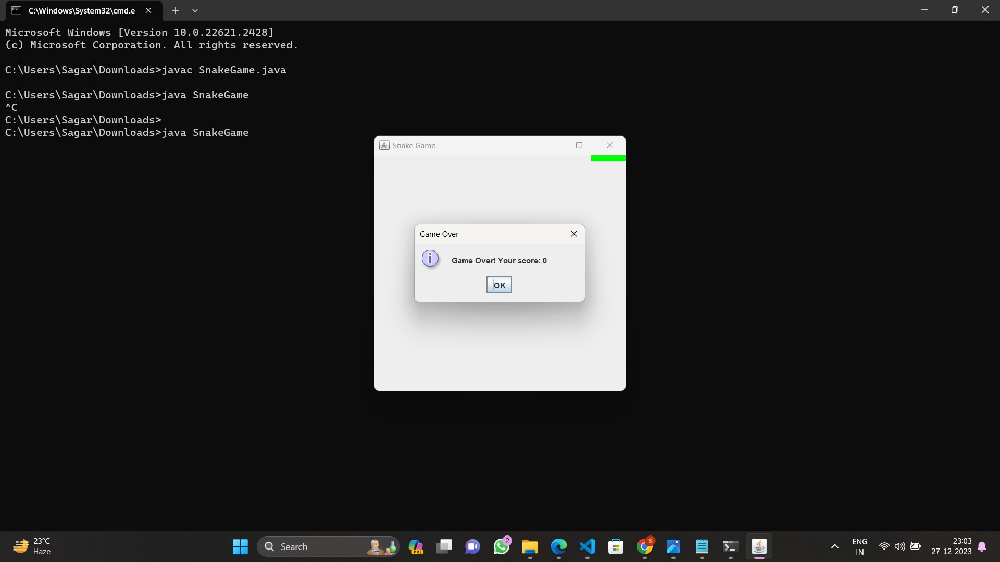 C:\Windows\System32\cmd.e
Microsoft Windows [Version 10.0.22621.2428]
(c) Microsoft Corporation. All rights reserved.
C:\Users\Sagar\Downloads>javac SnakeGame.java
C:\Users\Sagar\Downloads>java SnakeGame
^C
C:\Users\Sagar\Downloads>
C:\Users\Sagar\Downloads>java SnakeGame
Snake Game
Game Over
i
Game Over! Your score: 0
OK
23°C
Haze
Search
PRE
2
S
ENG
IN
23:03
27-12-2023